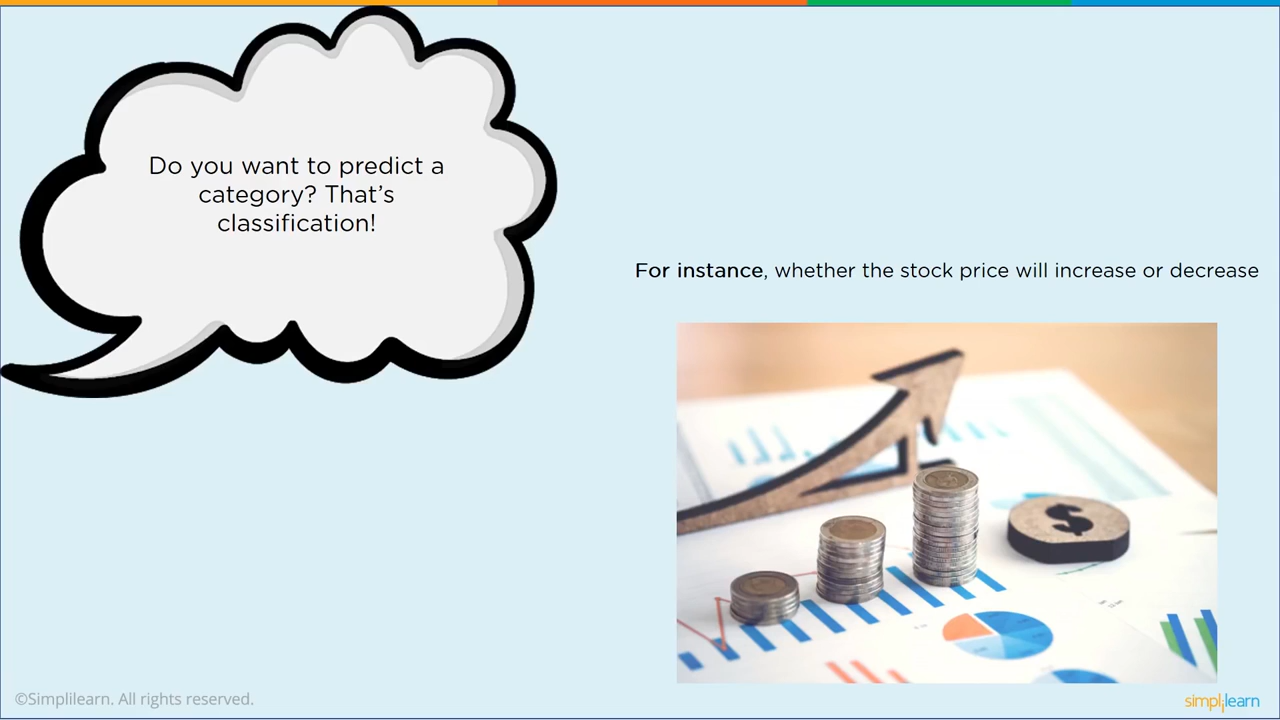 Do you want to predict a
category? That’s
classification!
For instance, whether the stock price will increase or decrease
$
©Simplilearn. All rights reserved.
simplilearn